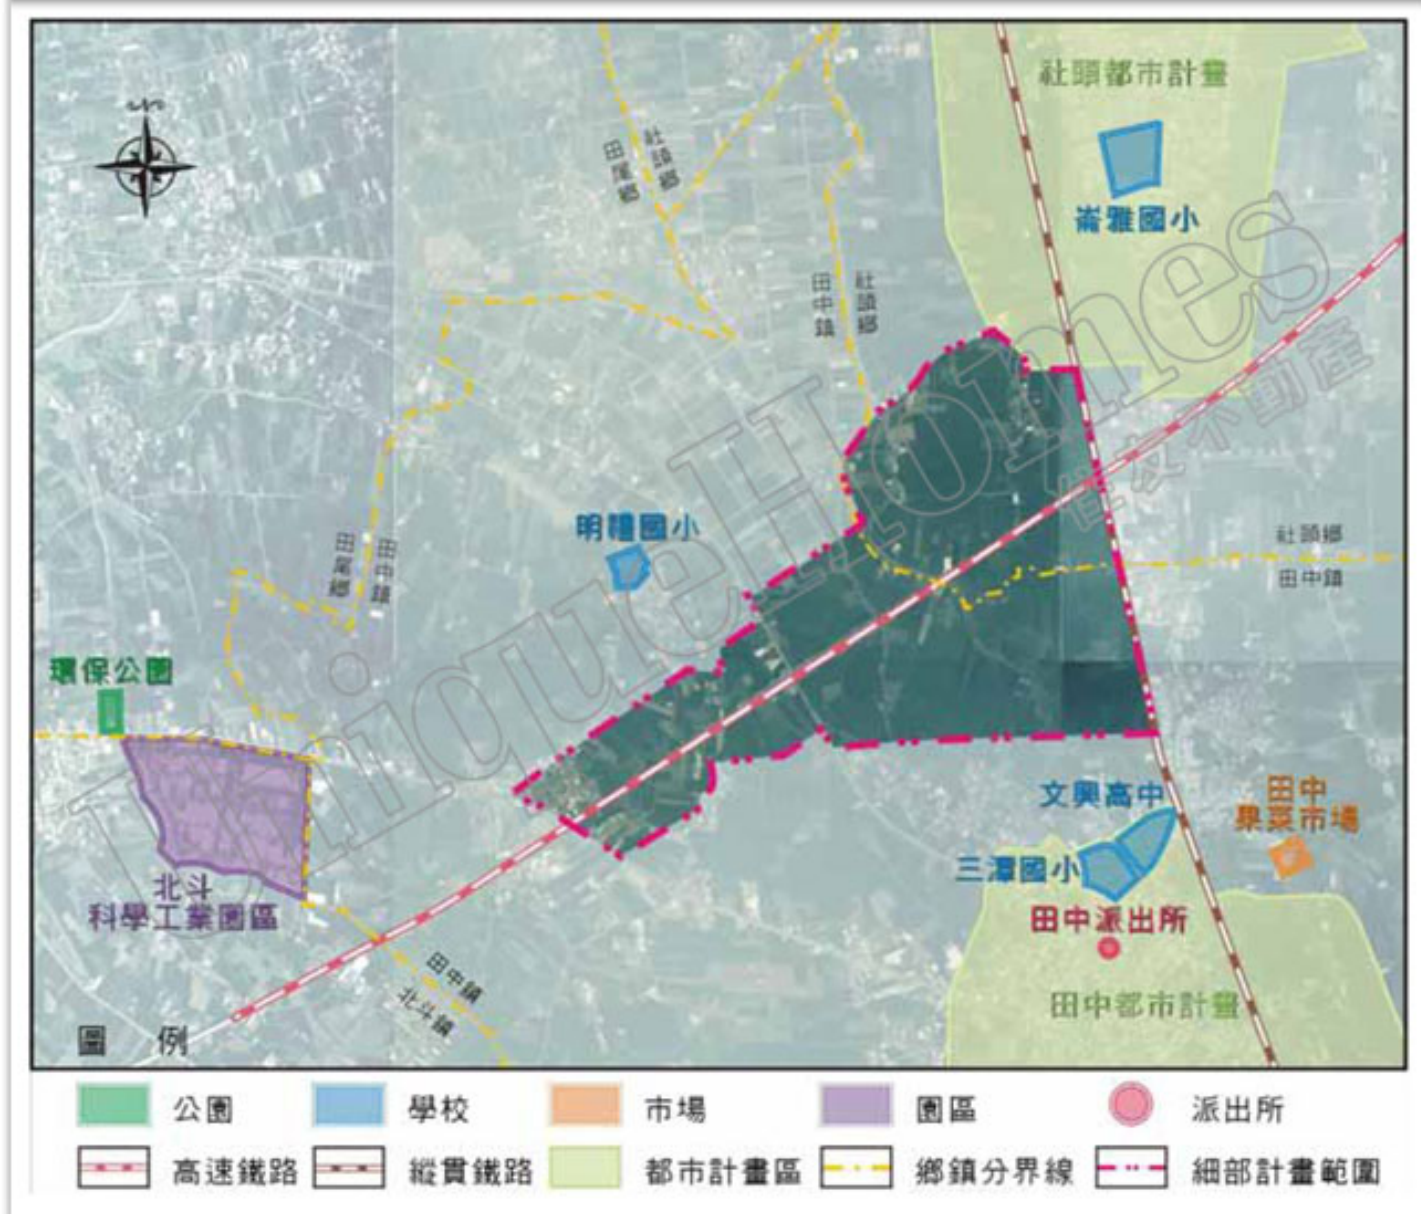 N
社頭都市計畫
崙雅國小
田尾鄉
社頭鄉
田中鎮
社頭鄉
明禮國小
田尾鄉
田中鎮
社頭鄉
田中鎮
環保公園
北斗
科學工業園區
文興高中
三潭國小
田中
果菜市場
田中派出所
田中都市計畫
田中鎮
北斗鎮
UniqueHomes
佳友不動產
圖 例
公園
學校
市場
園區
派出所
高速鐵路
縱貫鐵路
都市計畫區
鄉鎮分界線
細部計畫範圍